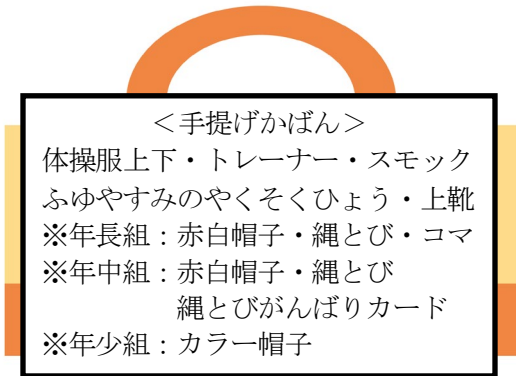 ＜手提げかばん＞
体操服上下・トレーナー・スモック
ふゆやすみのやくそくひょう・上靴
※年長組：赤白帽子・縄とび・コマ
※年中組：赤白帽子・縄とび
縄とびがんばりカード
※年少組：カラー帽子